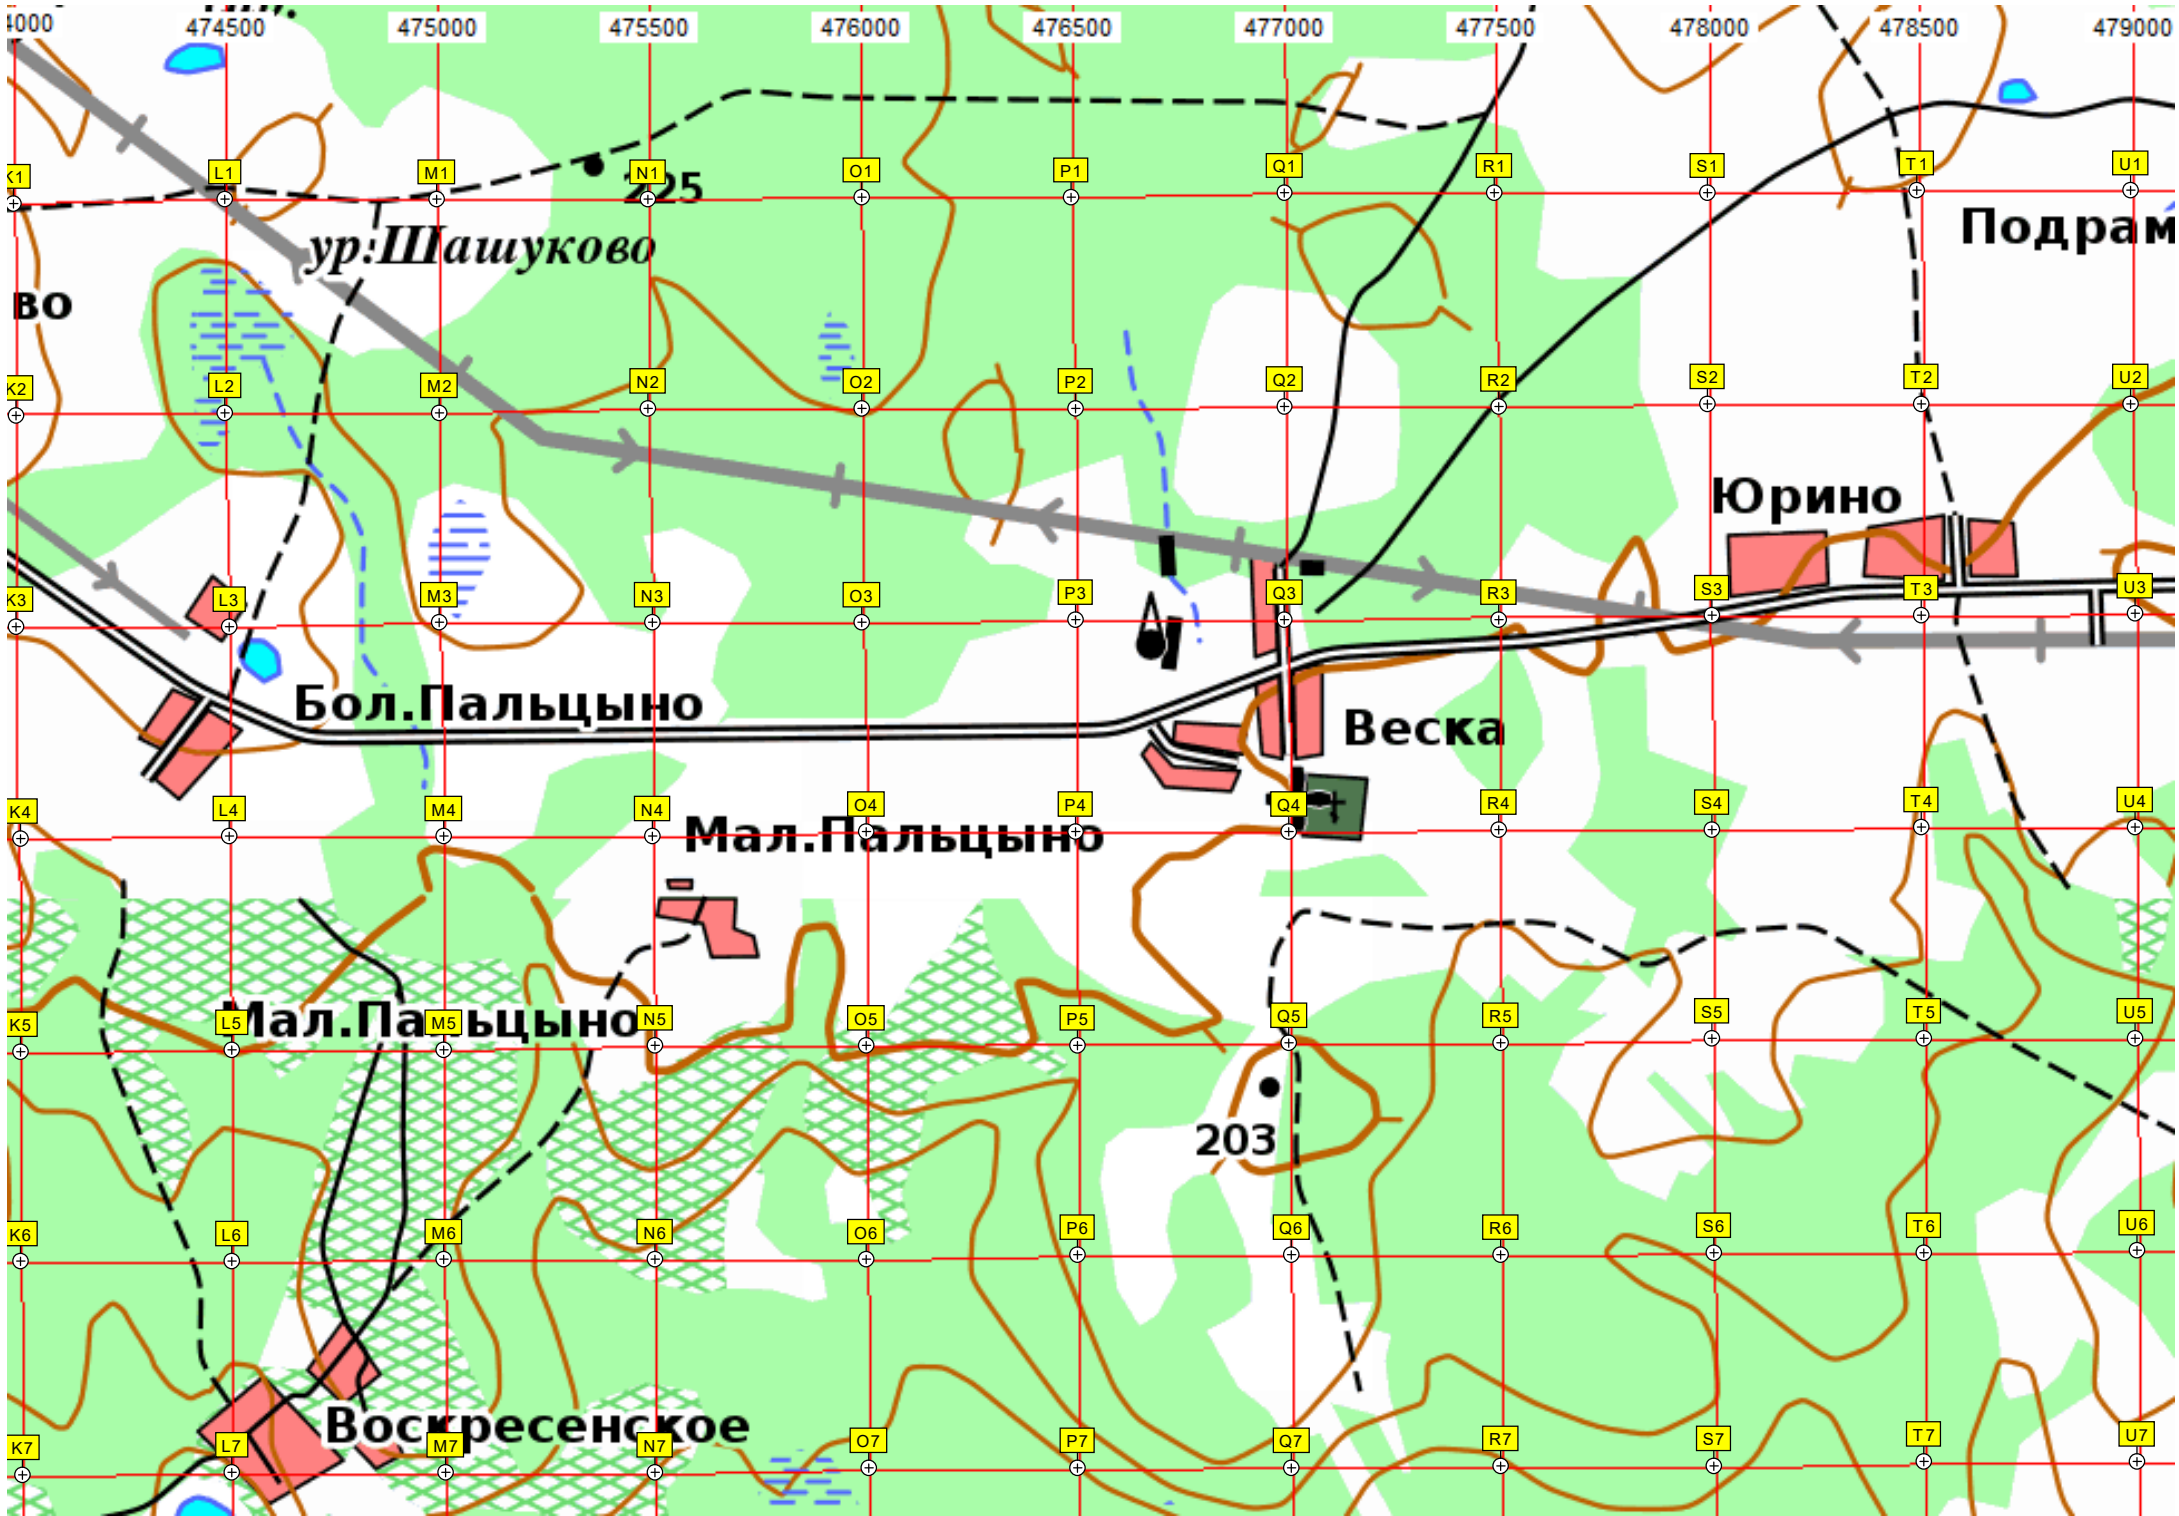 4000 474500 475000 475500 476000 476500 477000 477500 478000 478500 479000
K1 L1 M1 N1 O1 P1 Q1 R1 S1 T1 U1
225
Подрам
ур.Шашуково
во
K2 L2 M2 N2 O2 P2 Q2 R2 S2 T2 U2
Юрино
K3 L3 M3 N3 O3 P3 Q3 R3 S3 T3 U3
Бол.Пальцыно
Веска
K4 L4 M4 N4 O4 P4 Q4 R4 S4 T4 U4
Мал.Пальцыно
K5 L5 M5 N5 O5 P5 Q5 R5 S5 T5 U5
Мал.Пальцыно
203
K6 L6 M6 N6 O6 P6 Q6 R6 S6 T6 U6
Воскресенское
K7 L7 M7 N7 O7 P7 Q7 R7 S7 T7 U7